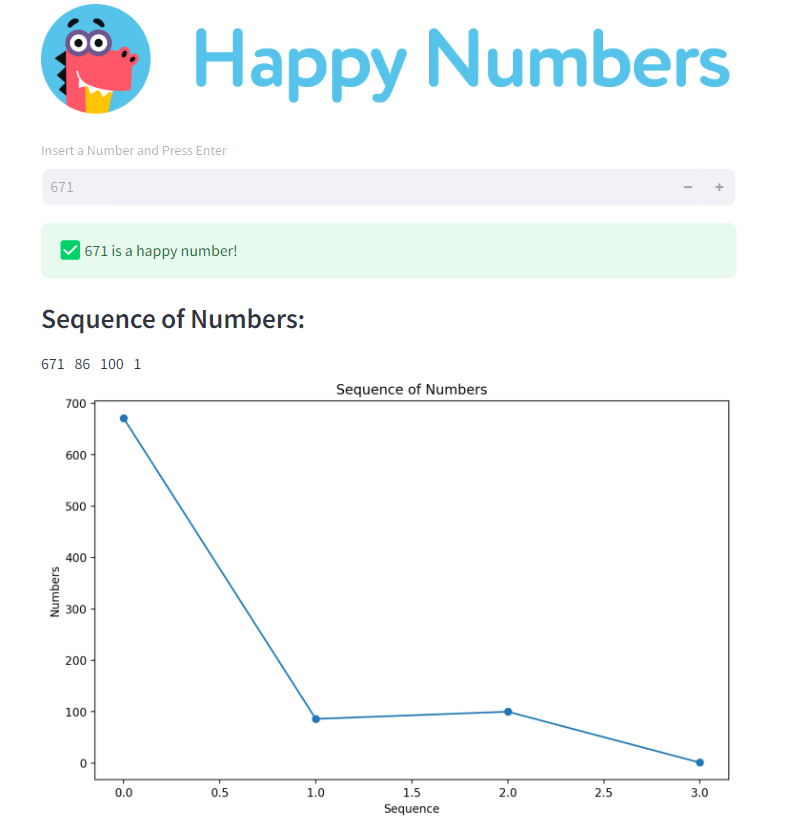 Happy Numbers
Insert a Number and Press Enter
671 − +
671 is a happy number!
Sequence of Numbers:
671 86 100 1
Sequence of Numbers
700
600
500
400
300
200
100
0
Numbers
0.0 0.5 1.0 1.5 2.0 2.5 3.0
Sequence